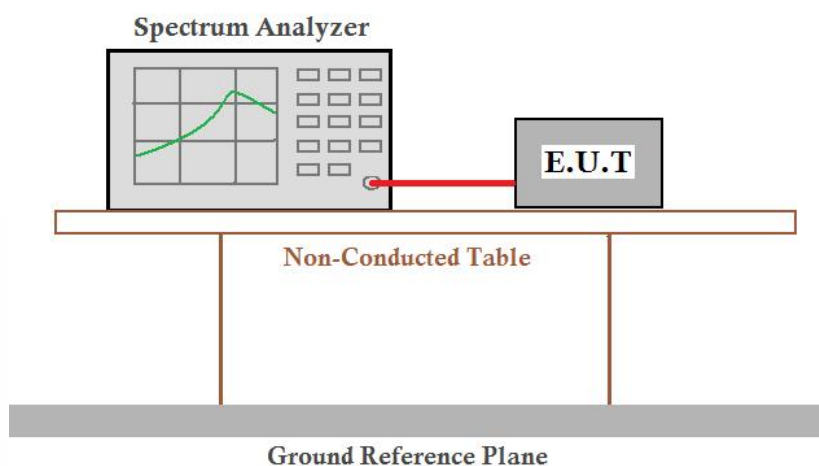 Spectrum Analyzer
E.U.T
Non-Conducted Table
Ground Reference Plane